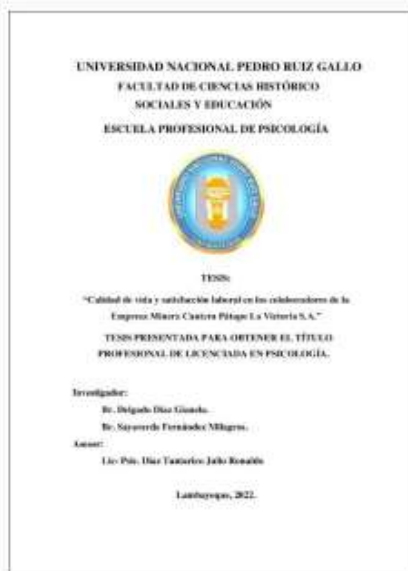 UNIVERSIDAD NACIONAL PEDRO RUIZ GALLO
FACULTAD DE CIENCIAS HISTÓRICO
SOCIALES Y EDUCACIÓN
ESCUELA PROFESIONAL DE PSICOLOGÍA
TESIS:
“Calidad de vida y satisfacción laboral en los colaboradores de la
Empresa Minera Cantera Pátapo La Victoria S.A.”
TESIS PRESENTADA PARA OBTENER EL TÍTULO
PROFESIONAL DE LICENCIADA EN PSICOLOGÍA.
Investigador:
Br. Delgado Díaz Gianela.
Br. Sayaverde Fernández Milagros.
Asesor:
Lic- Psic. Díaz Tantarico Julio Ronaldo
Lambayeque, 2022.